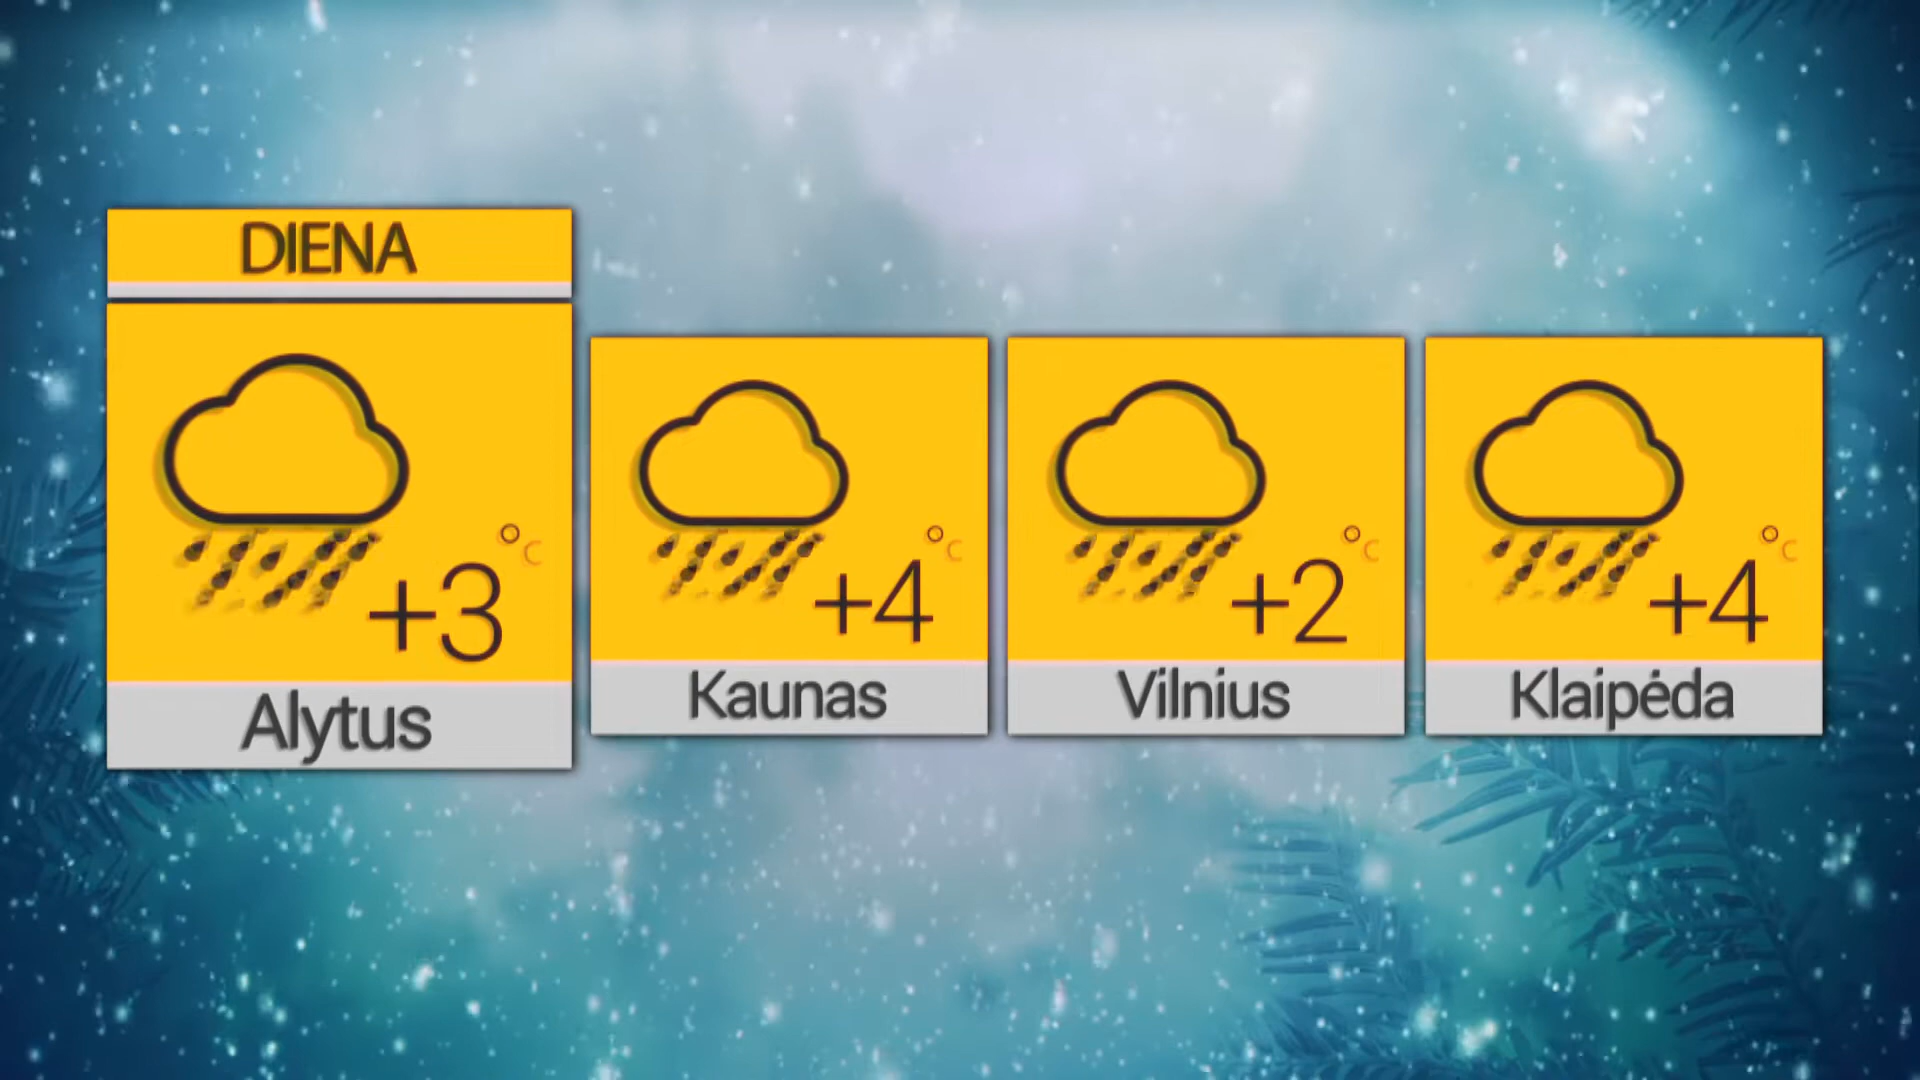 DIENA
+3 °C
Alytus
+4 °C
Kaunas
+2 °C
Vilnius
+4 °C
Klaipėda